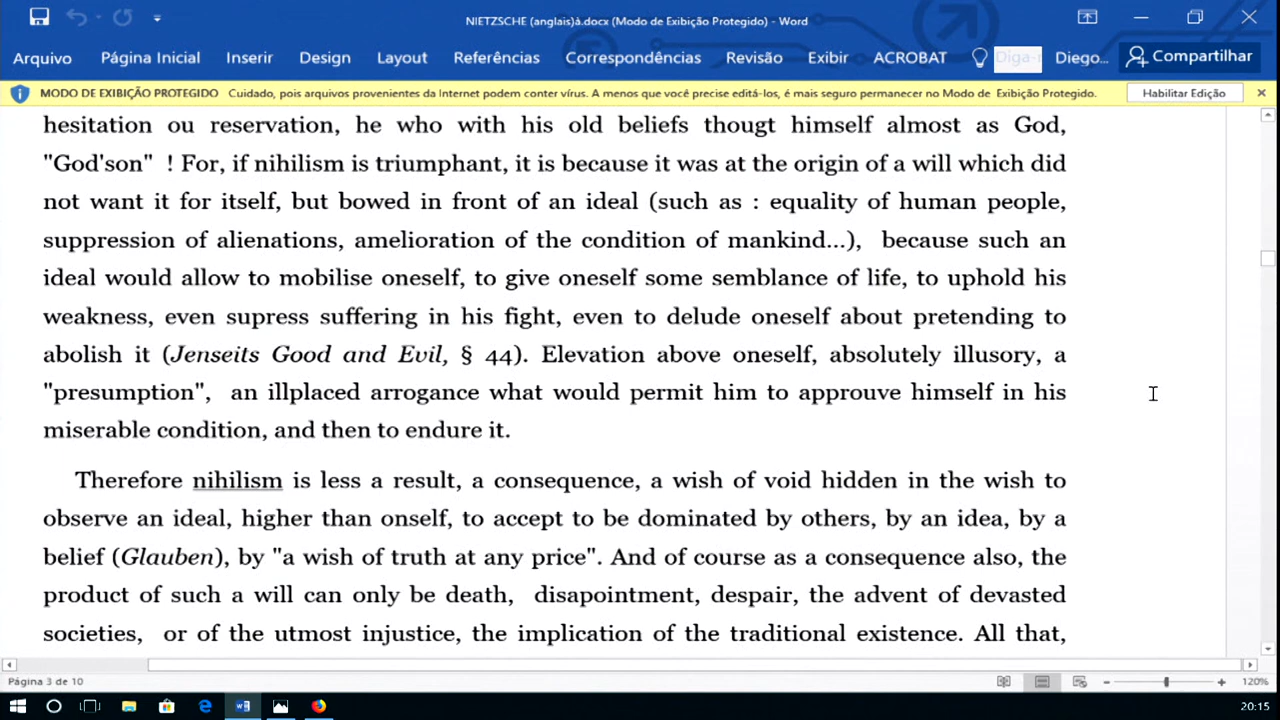 NIETZSCHE (anglais)à.docx (Modo de Exibição Protegido) - Word
Arquivo Página Inicial Inserir Design Layout Referências Correspondências Revisão Exibir ACROBAT Diga- Diego... Compartilhar
MODO DE EXIBIÇÃO PROTEGIDO Cuidado, pois arquivos provenientes da Internet podem conter vírus. A menos que você precise editá-los, é mais seguro permanecer no Modo de Exibição Protegido. Habilitar Edição
hesitation ou reservation, he who with his old beliefs thougt himself almost as God,
"God'son" ! For, if nihilism is triumphant, it is because it was at the origin of a will which did
not want it for itself, but bowed in front of an ideal (such as : equality of human people,
suppression of alienations, amelioration of the condition of mankind...), because such an
ideal would allow to mobilise oneself, to give oneself some semblance of life, to uphold his
weakness, even supress suffering in his fight, even to delude oneself about pretending to
abolish it (Jenseits Good and Evil, § 44). Elevation above oneself, absolutely illusory, a
"presumption", an illplaced arrogance what would permit him to approuve himself in his
miserable condition, and then to endure it.
Therefore nihilism is less a result, a consequence, a wish of void hidden in the wish to
observe an ideal, higher than onself, to accept to be dominated by others, by an idea, by a
belief (Glauben), by "a wish of truth at any price". And of course as a consequence also, the
product of such a will can only be death, disapointment, despair, the advent of devasted
societies, or of the utmost injustice, the implication of the traditional existence. All that,
Página 3 de 10 120%
20:15